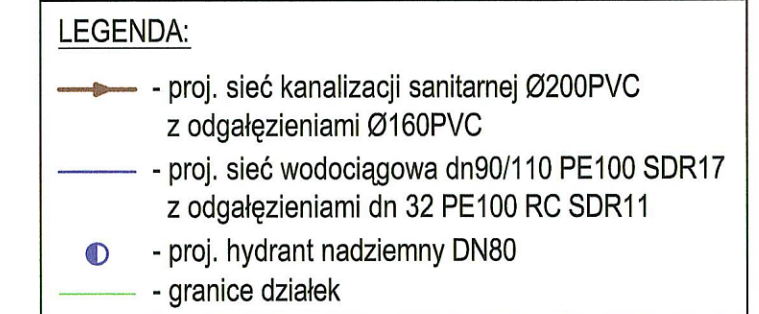 LEGENDA:
- proj. sieć kanalizacji sanitarnej Ø200PVC
z odgałęzieniami Ø160PVC
- proj. sieć wodociągowa dn90/110 PE100 SDR17
z odgałęzieniami dn 32 PE100 RC SDR11
- proj. hydrant nadziemny DN80
- granice działek